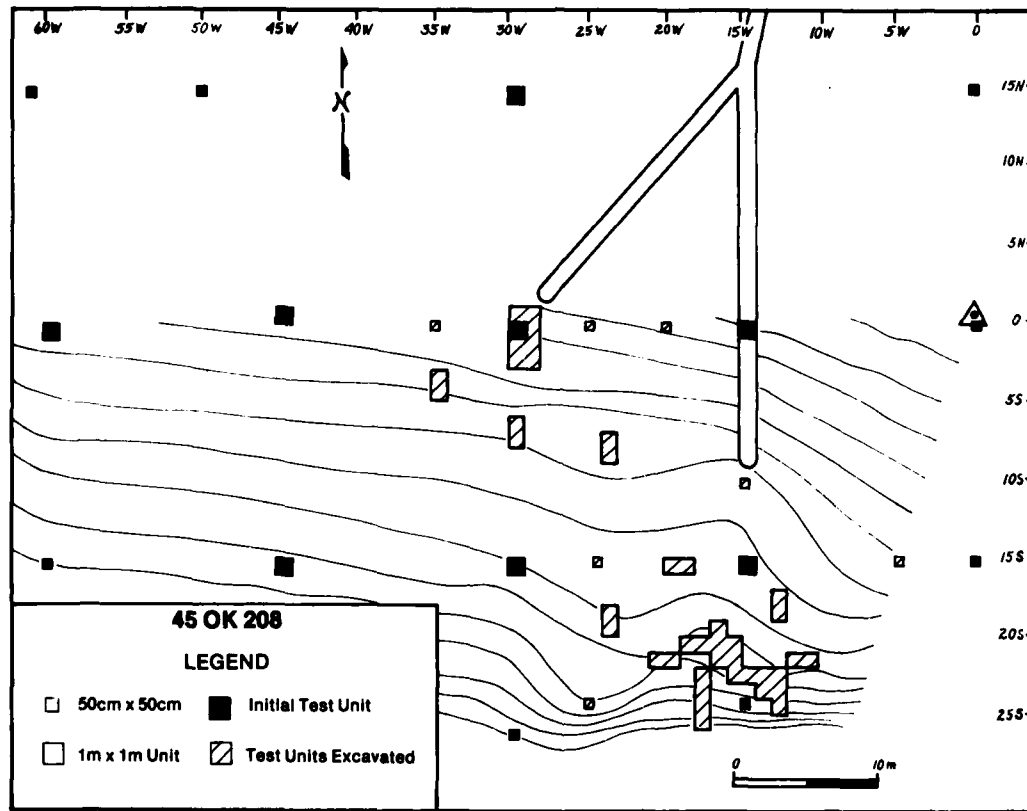 60W 55W 50W 45W 40W 35W 30W 25W 20W 15W 10W 5W 0
15N
N
10N
5N
0
5S
10S
15S
20S
25S
45 OK 208
LEGEND
50cm x 50cm Initial Test Unit
1m x 1m Unit Test Units Excavated
0 10m